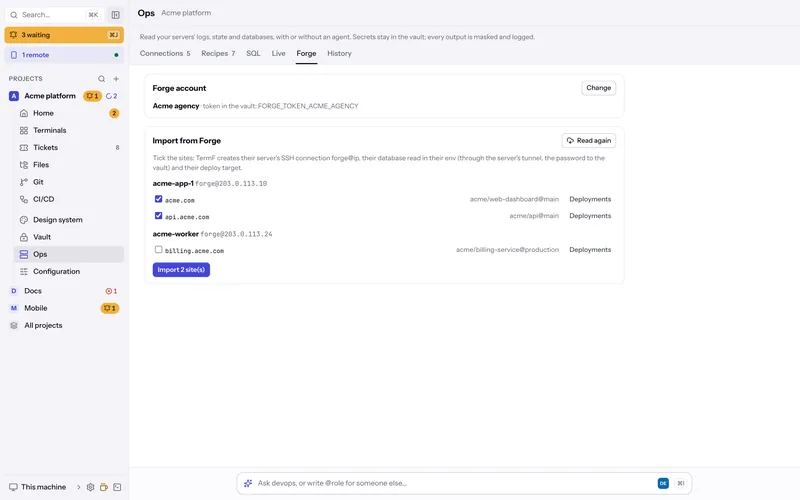 Search... ⌘K
3 waiting ⌘J
1 remote
PROJECTS
A Acme platform 1 2
Home 2
Terminals
Tickets 8
Files
Git
CI/CD
Design system
Vault
Ops
Configuration
D Docs 1
M Mobile 1
All projects
This machine
Ops Acme platform
Read your servers' logs, state and databases, with or without an agent. Secrets stay in the vault; every output is masked and logged.
Connections 5 Recipes 7 SQL Live Forge History
Forge account Change
Acme agency · token in the vault: FORGE_TOKEN_ACME_AGENCY
Import from Forge Read again
Tick the sites: TermF creates their server's SSH connection forge@ip, their database read in their env (through the server's tunnel, the password to the
vault) and their deploy target.
acme-app-1 forge@203.0.113.10
acme.com acme/web-dashboard@main Deployments
api.acme.com acme/api@main Deployments
acme-worker forge@203.0.113.24
billing.acme.com acme/billing-service@production Deployments
Import 2 site(s)
Ask devops, or write @role for someone else... DE ⌘I